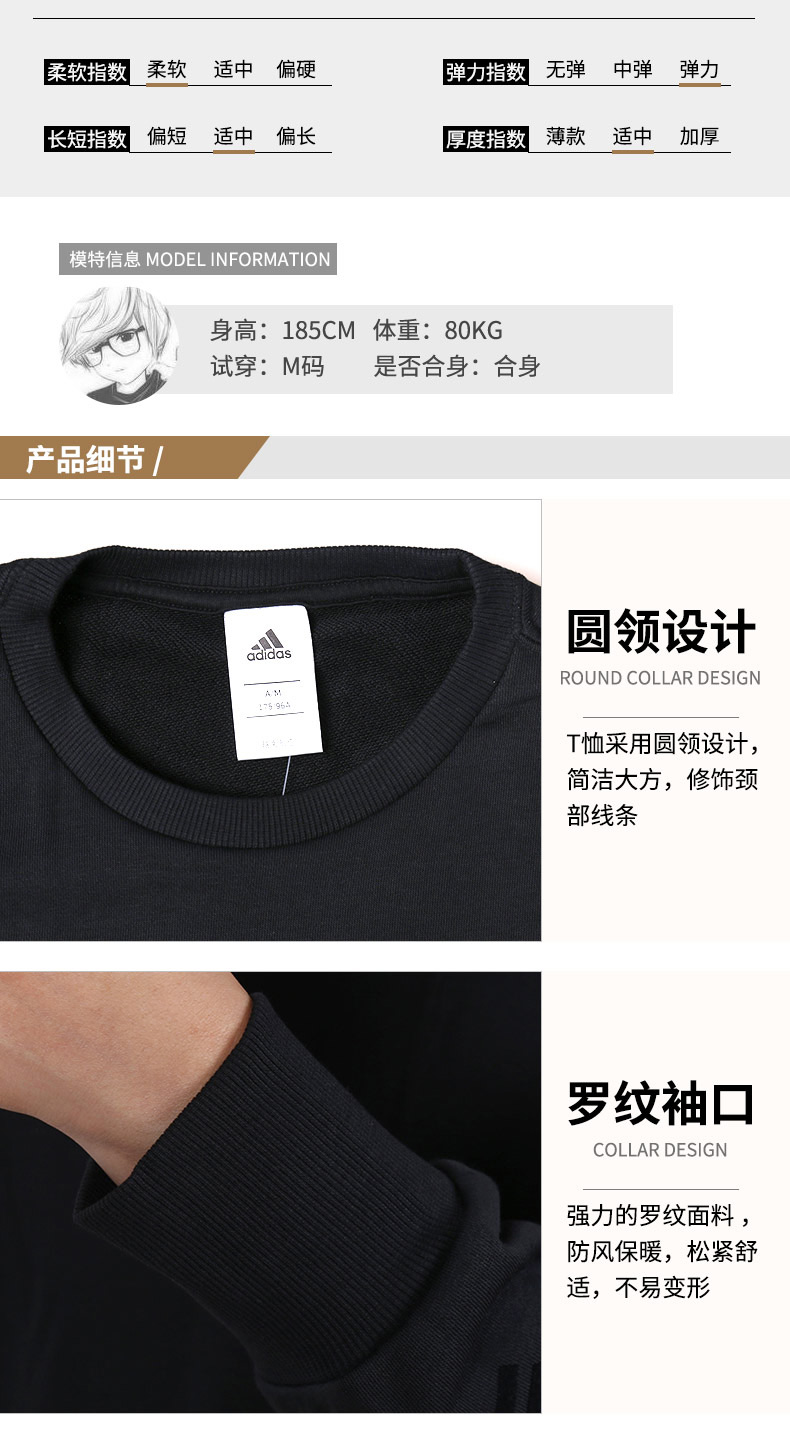 柔软指数 柔软 适中 偏硬
弹力指数 无弹 中弹 弹力
长短指数 偏短 适中 偏长
厚度指数 薄款 适中 加厚
模特信息 MODEL INFORMATION
身高：185CM 体重：80KG
试穿：M码 是否合身：合身
产品细节 /
adidas
A/M
175/96A
圆领设计
ROUND COLLAR DESIGN
T恤采用圆领设计，
简洁大方，修饰颈
部线条
罗纹袖口
COLLAR DESIGN
强力的罗纹面料，
防风保暖，松紧舒
适，不易变形